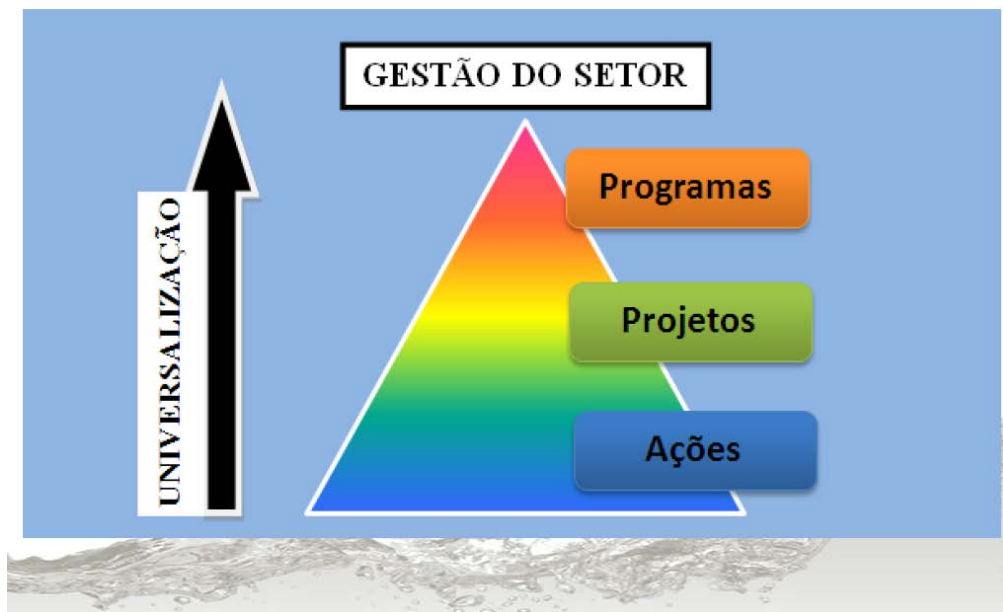 GESTÃO DO SETOR
UNIVERSALIZAÇÃO
Programas
Projetos
Ações